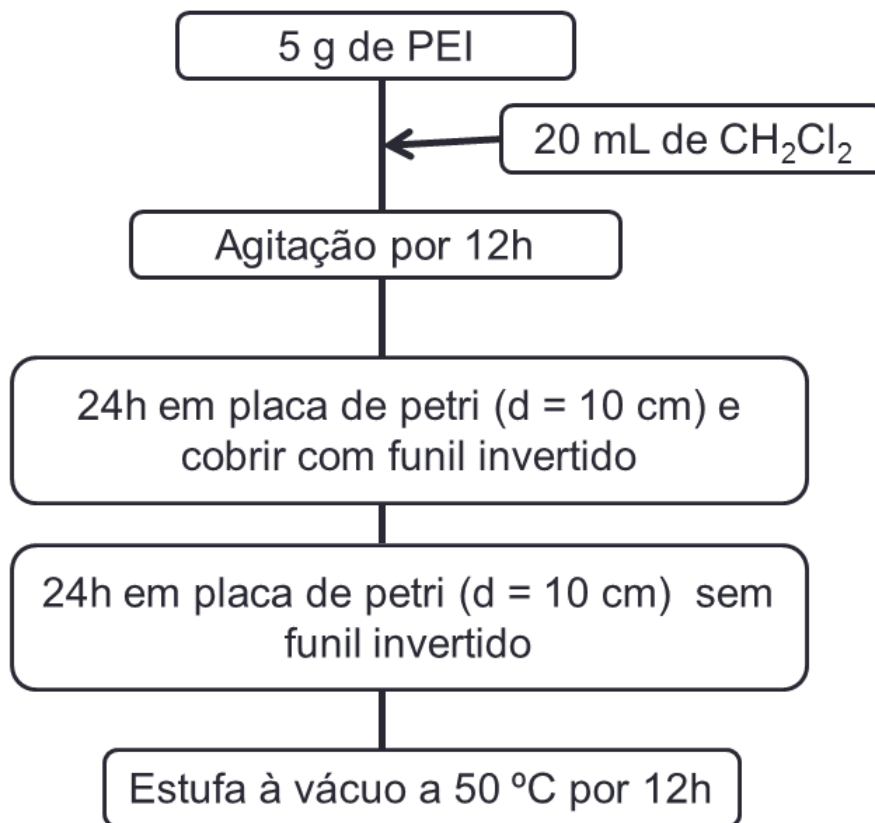 5 g de PEI
20 mL de CH₂Cl₂
Agitação por 12h
24h em placa de petri (d = 10 cm) e
cobrir com funil invertido
24h em placa de petri (d = 10 cm)  sem
funil invertido
Estufa à vácuo a 50 ºC por 12h